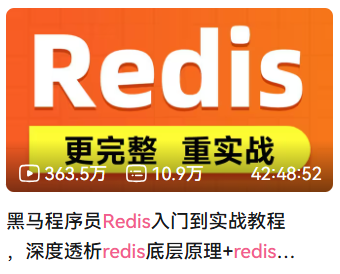 Redis
更完整 重实战
363.5万 10.9万 42:48:52
黑马程序员Redis入门到实战教程
，深度透析redis底层原理+redis...